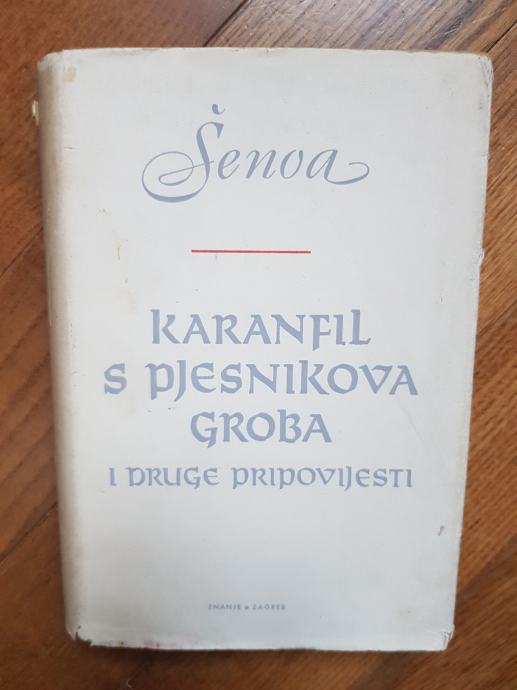 Šenoa
KARANFIL
S PJESNIKOVA
GROBA
I DRUGE PRIPOVIJESTI
ZNANJE • ZAGREB